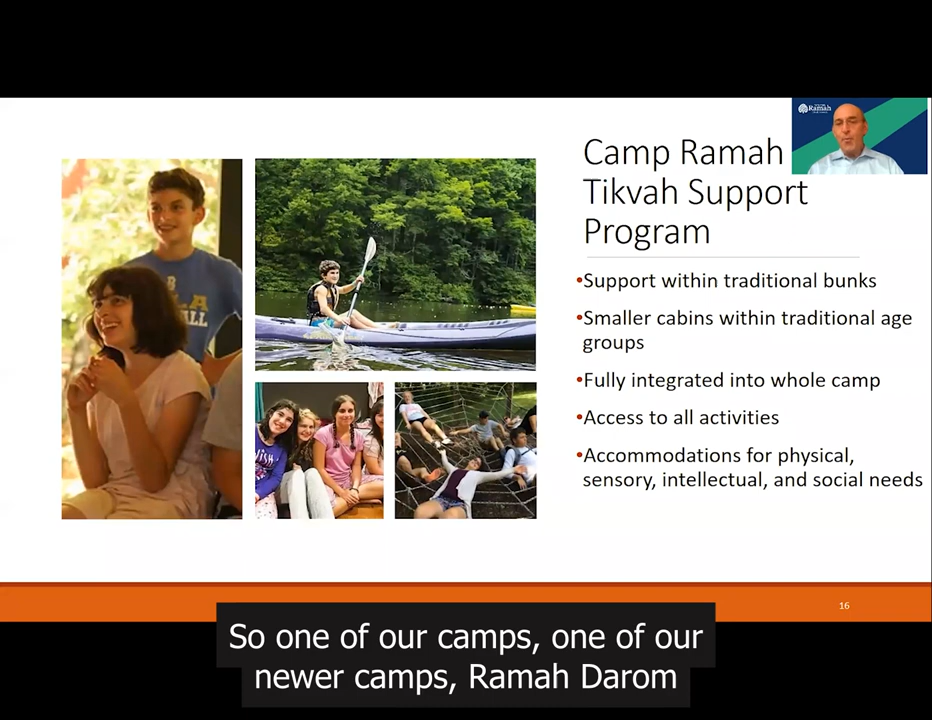 Ramah
Camp Ramah
Tikvah Support
Program
•Support within traditional bunks
•Smaller cabins within traditional age
groups
•Fully integrated into whole camp
•Access to all activities
•Accommodations for physical,
sensory, intellectual, and social needs
16
So one of our camps, one of our
newer camps, Ramah Darom